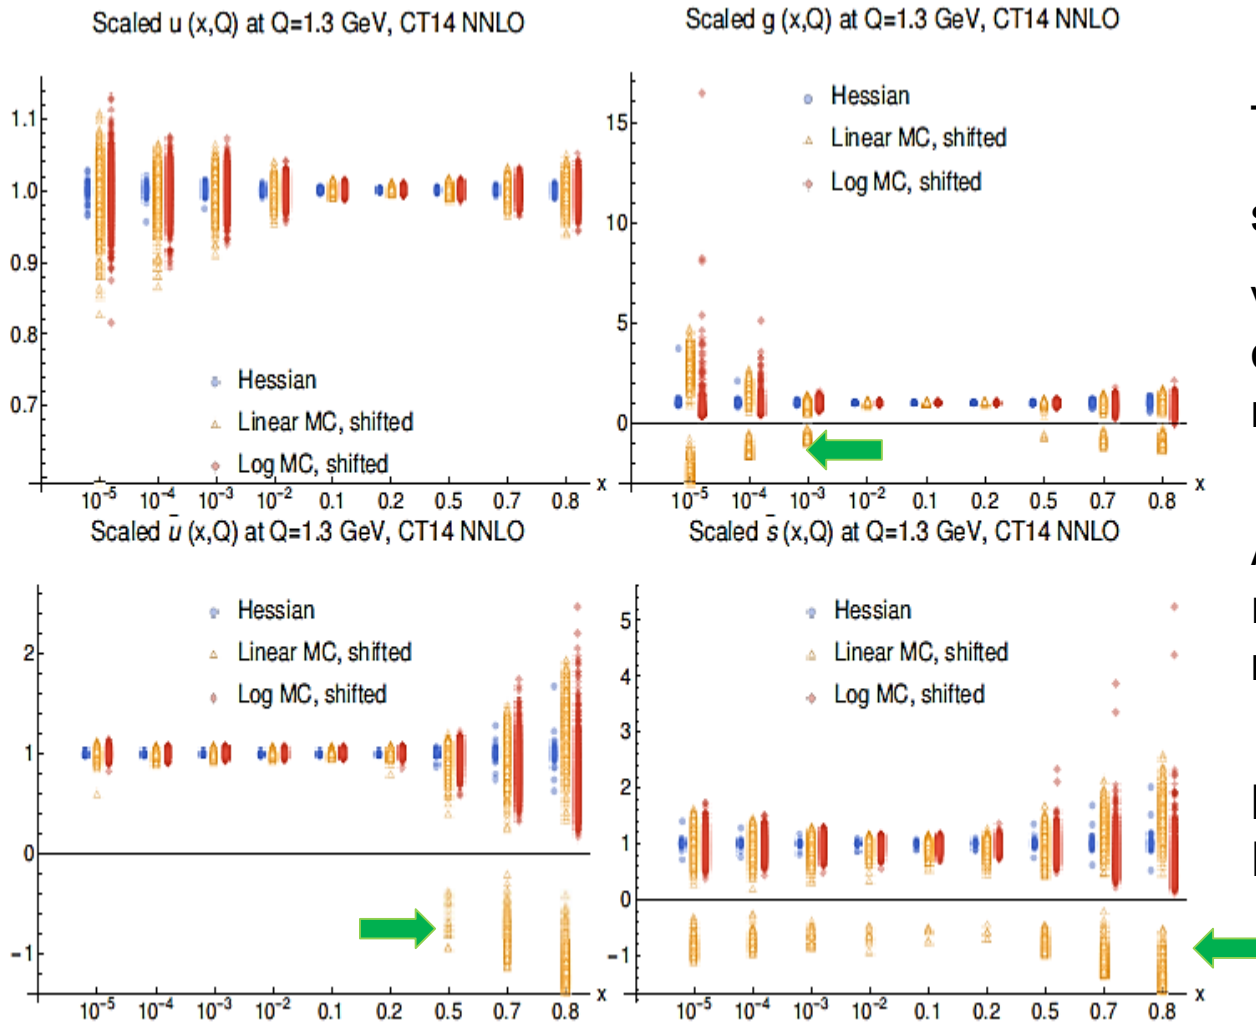 Scaled u (x,Q) at Q=1.3 GeV, CT14 NNLO
1.1
1.0
0.9
0.8
0.7
Hessian
Linear MC, shifted
Log MC, shifted
10⁻⁵ 10⁻⁴ 10⁻³ 10⁻² 0.1 0.2 0.5 0.7 0.8 x
Scaled g (x,Q) at Q=1.3 GeV, CT14 NNLO
15
10
5
0
Hessian
Linear MC, shifted
Log MC, shifted
10⁻⁵ 10⁻⁴ 10⁻³ 10⁻² 0.1 0.2 0.5 0.7 0.8 x
Scaled ū (x,Q) at Q=1.3 GeV, CT14 NNLO
2
1
0
−1
Hessian
Linear MC, shifted
Log MC, shifted
10⁻⁵ 10⁻⁴ 10⁻³ 10⁻² 0.1 0.2 0.5 0.7 0.8 x
Scaled s̄ (x,Q) at Q=1.3 GeV, CT14 NNLO
5
4
3
2
1
0
−1
Hessian
Linear MC, shifted
Log MC, shifted
10⁻⁵ 10⁻⁴ 10⁻³ 10⁻² 0.1 0.2 0.5 0.7 0.8 x